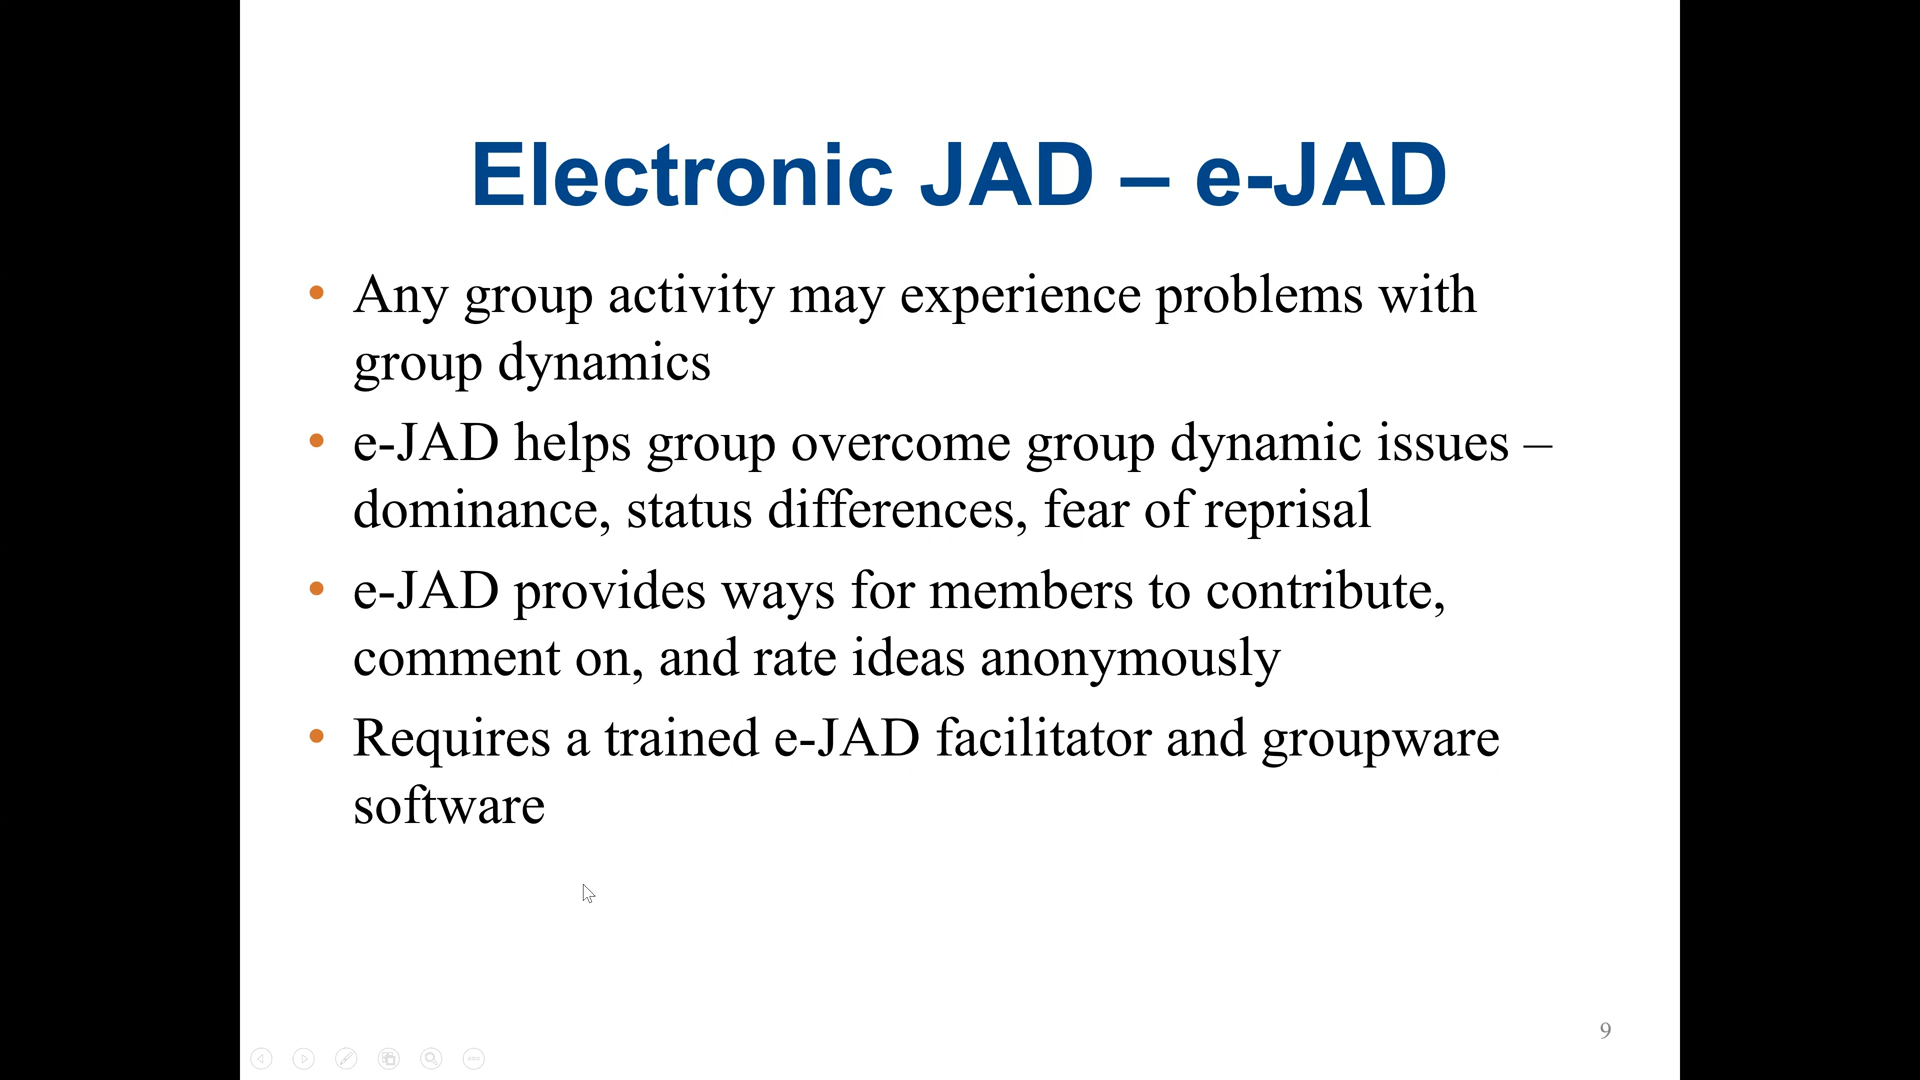 Electronic JAD – e-JAD
• Any group activity may experience problems with
group dynamics
• e-JAD helps group overcome group dynamic issues –
dominance, status differences, fear of reprisal
• e-JAD provides ways for members to contribute,
comment on, and rate ideas anonymously
• Requires a trained e-JAD facilitator and groupware
software
9